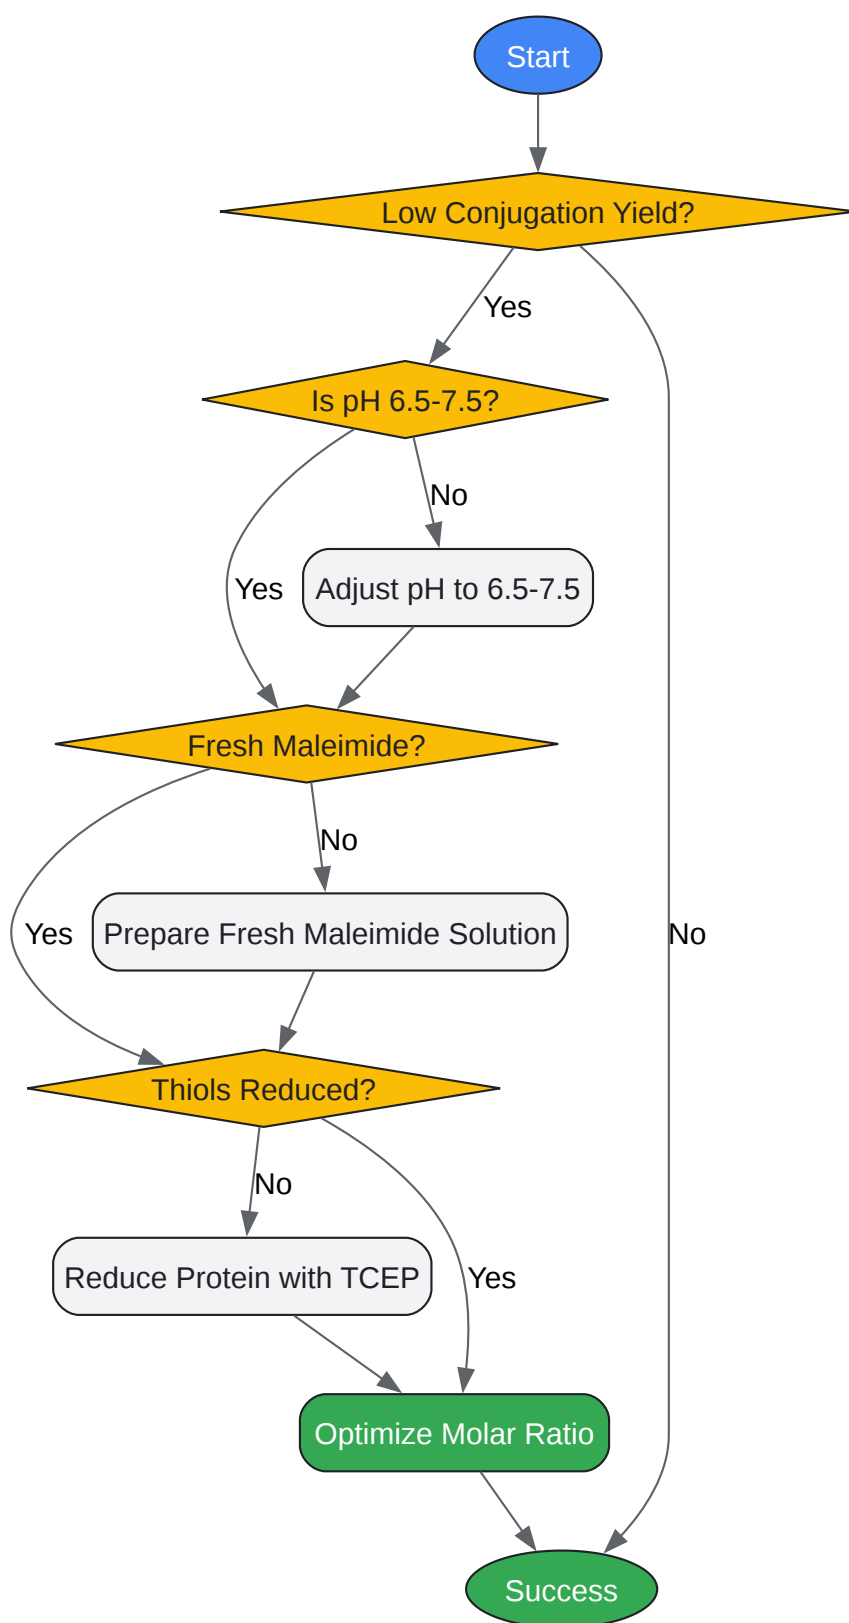 Start
Low Conjugation Yield?
Yes
Is pH 6.5-7.5?
No
Yes
Adjust pH to 6.5-7.5
Fresh Maleimide?
No
Yes
Prepare Fresh Maleimide Solution
No
Thiols Reduced?
No
Reduce Protein with TCEP
Yes
Optimize Molar Ratio
Success